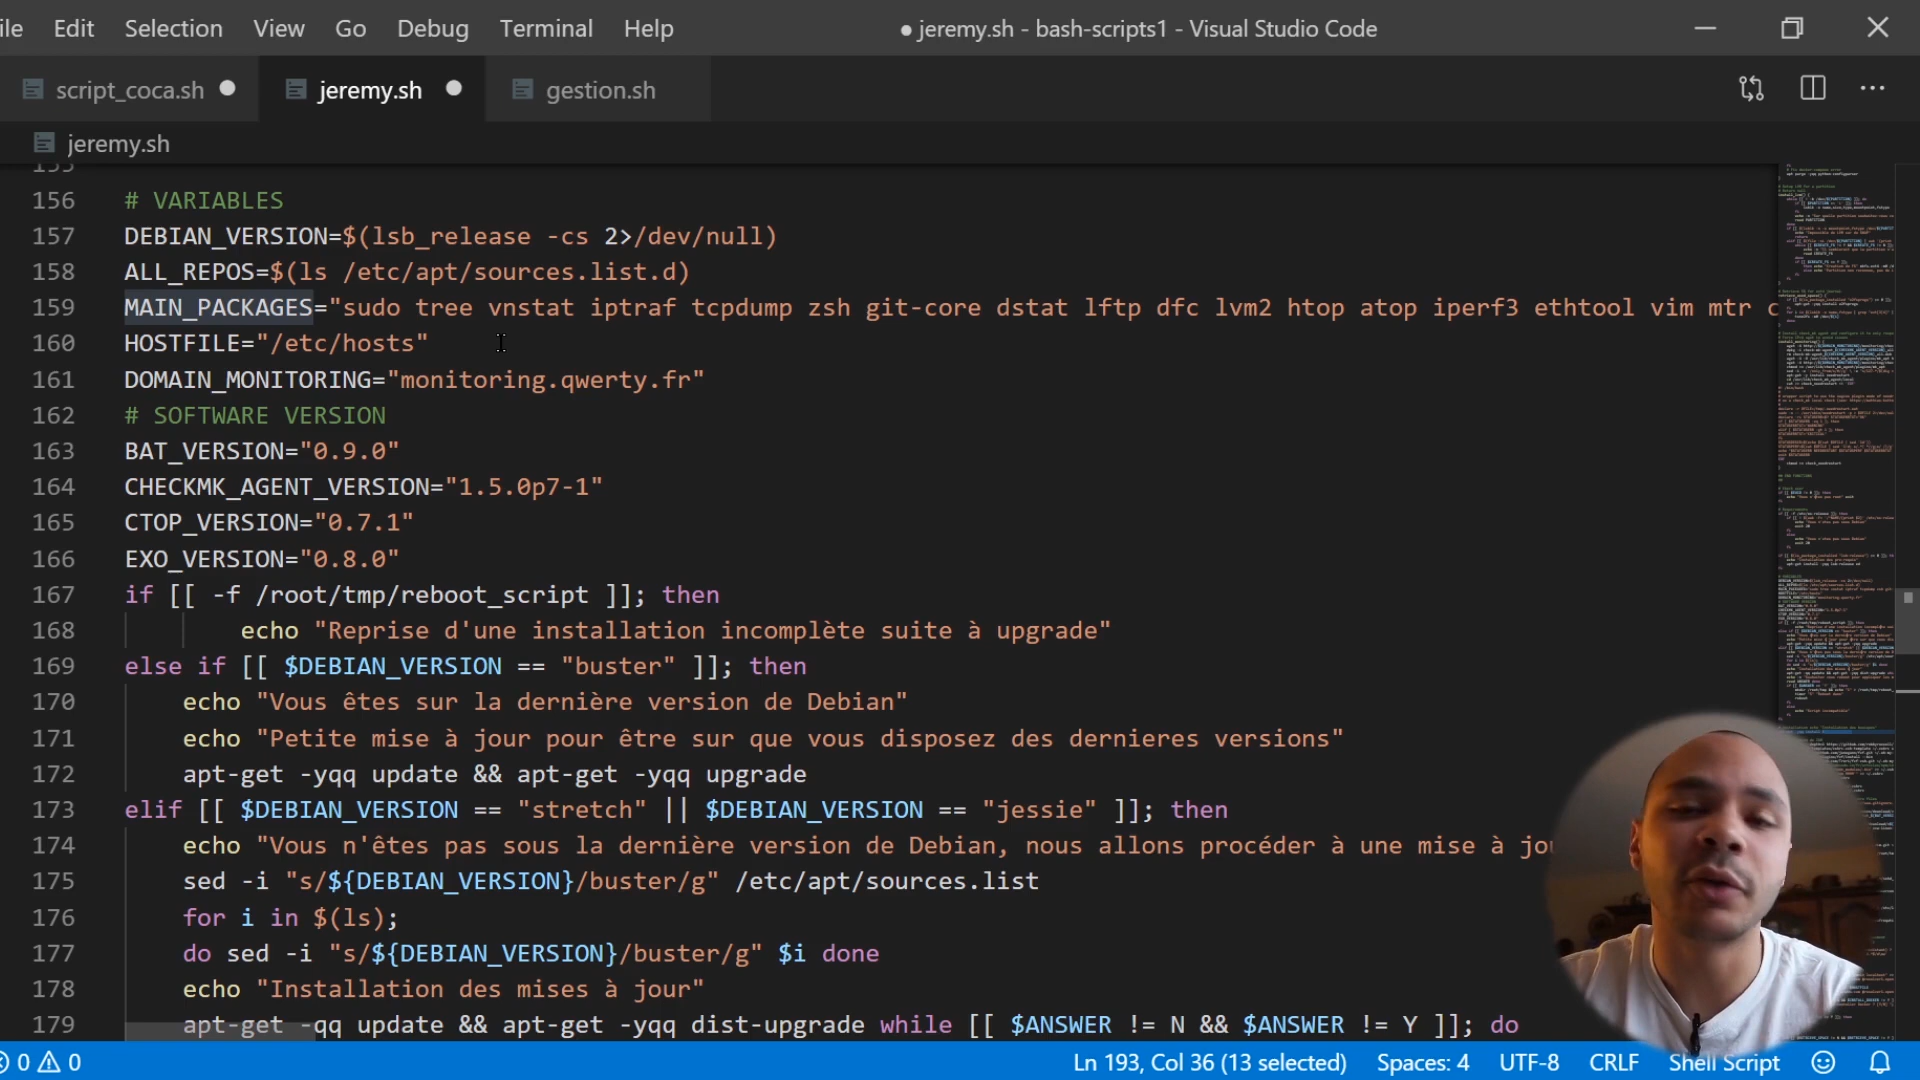 ile Edit Selection View Go Debug Terminal Help ● jeremy.sh - bash-scripts1 - Visual Studio Code
script_coca.sh jeremy.sh gestion.sh
jeremy.sh
155
156 # VARIABLES
157 DEBIAN_VERSION=$(lsb_release -cs 2>/dev/null)
158 ALL_REPOS=$(ls /etc/apt/sources.list.d)
159 MAIN_PACKAGES="sudo tree vnstat iptraf tcpdump zsh git-core dstat lftp dfc lvm2 htop atop iperf3 ethtool vim mtr c
160 HOSTFILE="/etc/hosts"
161 DOMAIN_MONITORING="monitoring.qwerty.fr"
162 # SOFTWARE VERSION
163 BAT_VERSION="0.9.0"
164 CHECKMK_AGENT_VERSION="1.5.0p7-1"
165 CTOP_VERSION="0.7.1"
166 EXO_VERSION="0.8.0"
167 if [[ -f /root/tmp/reboot_script ]]; then
168 echo "Reprise d'une installation incomplète suite à upgrade"
169 else if [[ $DEBIAN_VERSION == "buster" ]]; then
170 echo "Vous êtes sur la dernière version de Debian"
171 echo "Petite mise à jour pour être sur que vous disposez des dernieres versions"
172 apt-get -yqq update && apt-get -yqq upgrade
173 elif [[ $DEBIAN_VERSION == "stretch" || $DEBIAN_VERSION == "jessie" ]]; then
174 echo "Vous n'êtes pas sous la dernière version de Debian, nous allons procéder à une mise à jou
175 sed -i "s/${DEBIAN_VERSION}/buster/g" /etc/apt/sources.list
176 for i in $(ls);
177 do sed -i "s/${DEBIAN_VERSION}/buster/g" $i done
178 echo "Installation des mises à jour"
179 apt-get -qq update && apt-get -yqq dist-upgrade while [[ $ANSWER != N && $ANSWER != Y ]]; do
0 0 Ln 193, Col 36 (13 selected) Spaces: 4 UTF-8 CRLF Shell Script